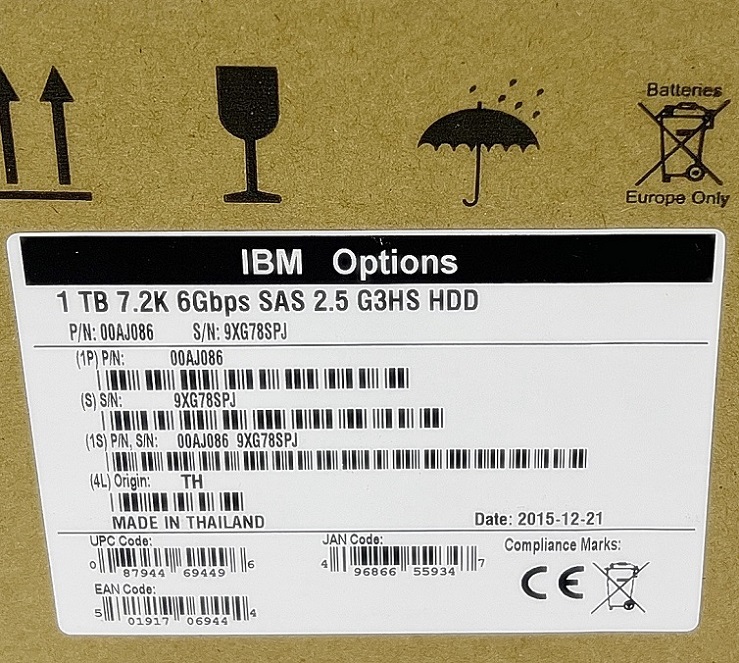 Batteries
Europe Only
IBM Options
1 TB 7.2K 6Gbps SAS 2.5 G3HS HDD
P/N: 00AJ086 S/N: 9XG78SPJ
(1P) P/N: 00AJ086
(S) S/N: 9XG78SPJ
(1S) P/N, S/N: 00AJ086 9XG78SPJ
(4L) Origin: TH
MADE IN THAILAND Date: 2015-12-21
UPC Code: JAN Code: Compliance Marks:
0 87944 69449 6 4 96866 55934 7
CE
EAN Code:
5 01917 06944 4